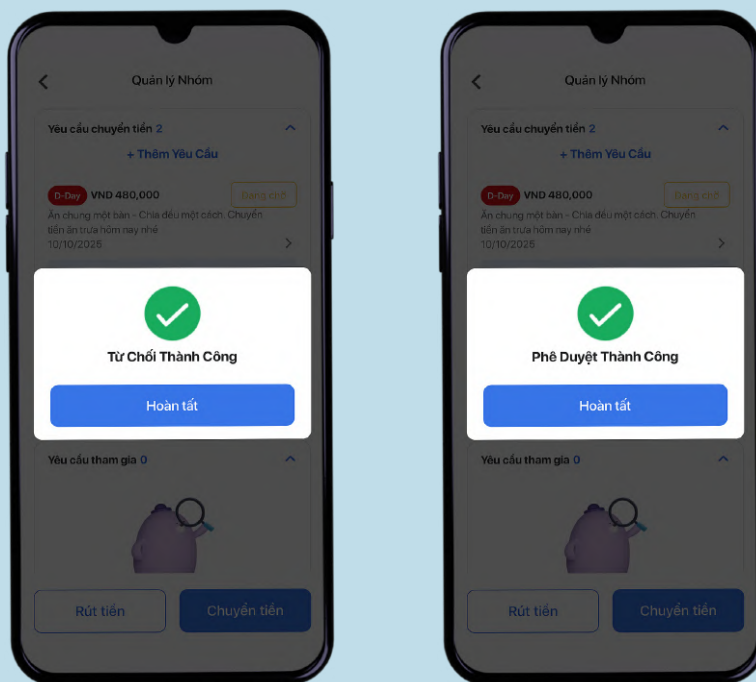 Quản lý Nhóm
Yêu cầu chuyển tiền 2
+ Thêm Yêu Cầu
D-Day VND 480,000 Đang chờ
Ăn chung một bàn - Chia đều một cách. Chuyển
tiền ăn trưa hôm nay nhé
10/10/2025
Từ Chối Thành Công
Hoàn tất
Yêu cầu tham gia 0
Rút tiền Chuyển tiền
Quản lý Nhóm
Yêu cầu chuyển tiền 2
+ Thêm Yêu Cầu
D-Day VND 480,000 Đang chờ
Ăn chung một bàn - Chia đều một cách. Chuyển
tiền ăn trưa hôm nay nhé
10/10/2025
Phê Duyệt Thành Công
Hoàn tất
Yêu cầu tham gia 0
Rút tiền Chuyển tiền